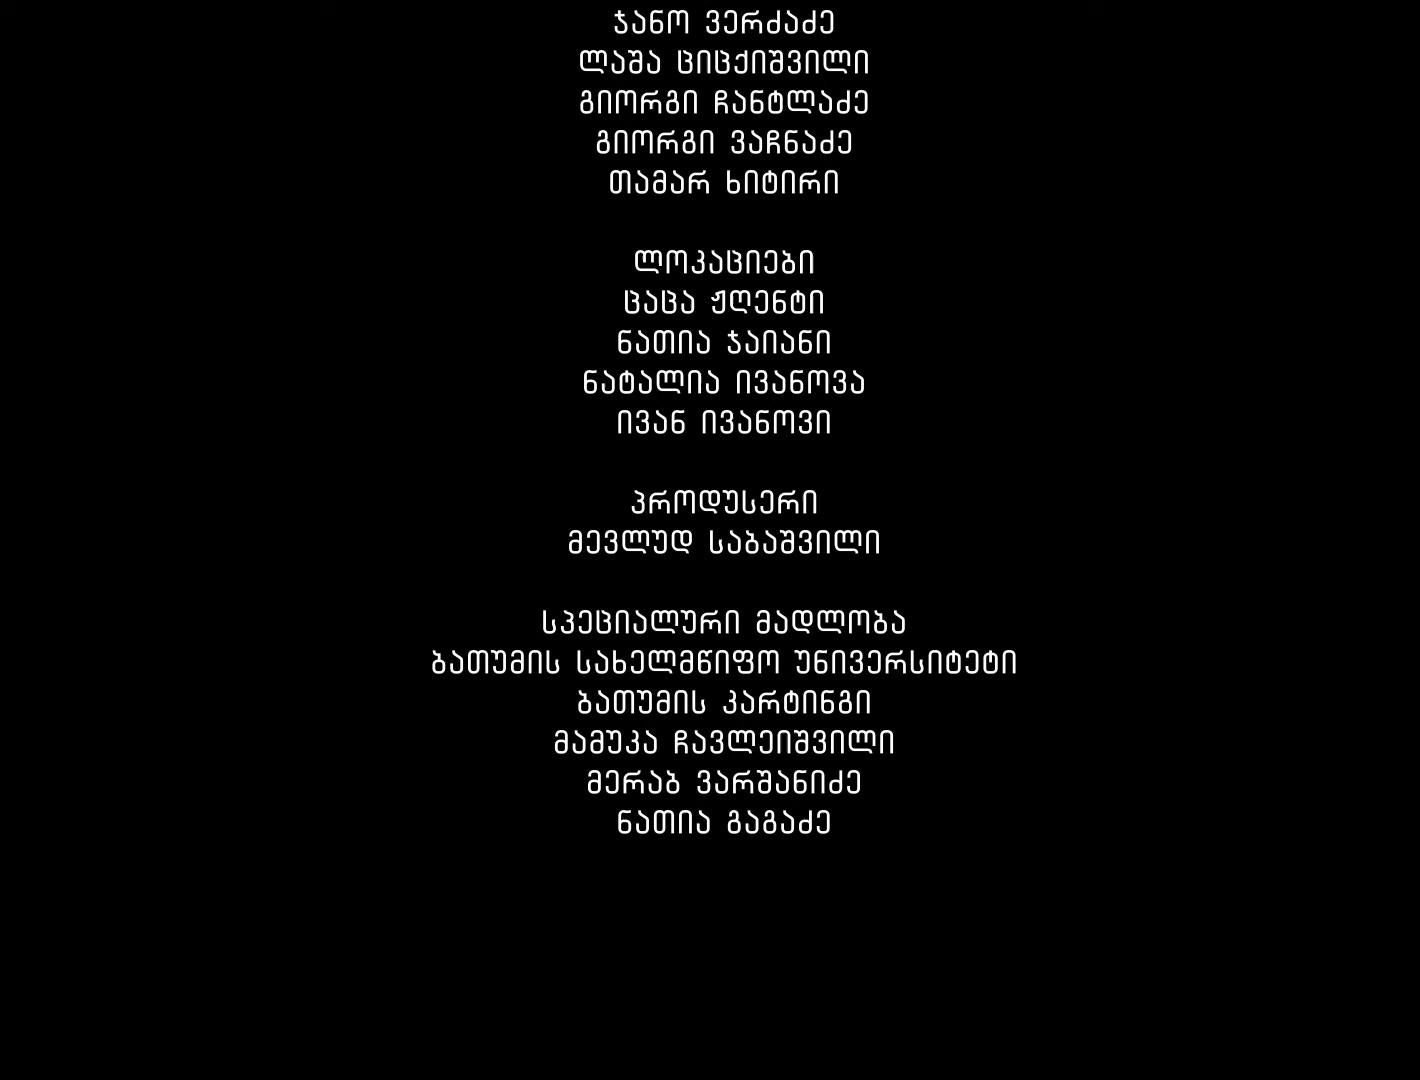 ჯანო ვერძაძე
ლაშა ციცქიშვილი
გიორგი ჩანტლაძე
გიორგი ვაჩნაძე
თამარ ხიტირი
ლოკაციები
ცაცა ჟღენტი
ნათია ჯაიანი
ნატალია ივანოვა
ივან ივანოვი
პროდუსერი
მევლუდ საბაშვილი
სპეციალური მადლობა
ბათუმის სახელმწიფო უნივერსიტეტი
ბათუმის კარტინგი
მამუკა ჩავლეიშვილი
მერაბ ვარშანიძე
ნათია გაგაძე